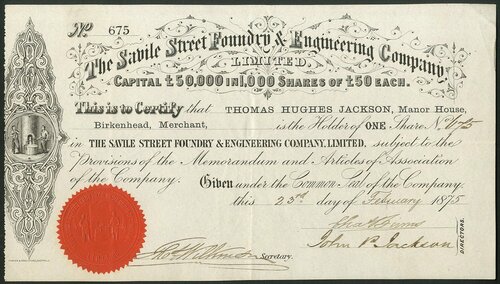 No 675
The Savile Street Foundry & Engineering Company,
LIMITED.
CAPITAL £50,000 IN 1,000 SHARES OF £50 EACH.
This is to Certify that THOMAS HUGHES JACKSON, Manor House,
Birkenhead, Merchant, is the Holder of ONE Share No 675
in THE SAVILE STREET FOUNDRY & ENGINEERING COMPANY, LIMITED, subject to the
Provisions of the Memorandum and Articles of Association
of the Company. Given under the Common Seal of the Company
this 23rd day of February 1875
John P. Jackson
DIRECTORS.
Secretary.